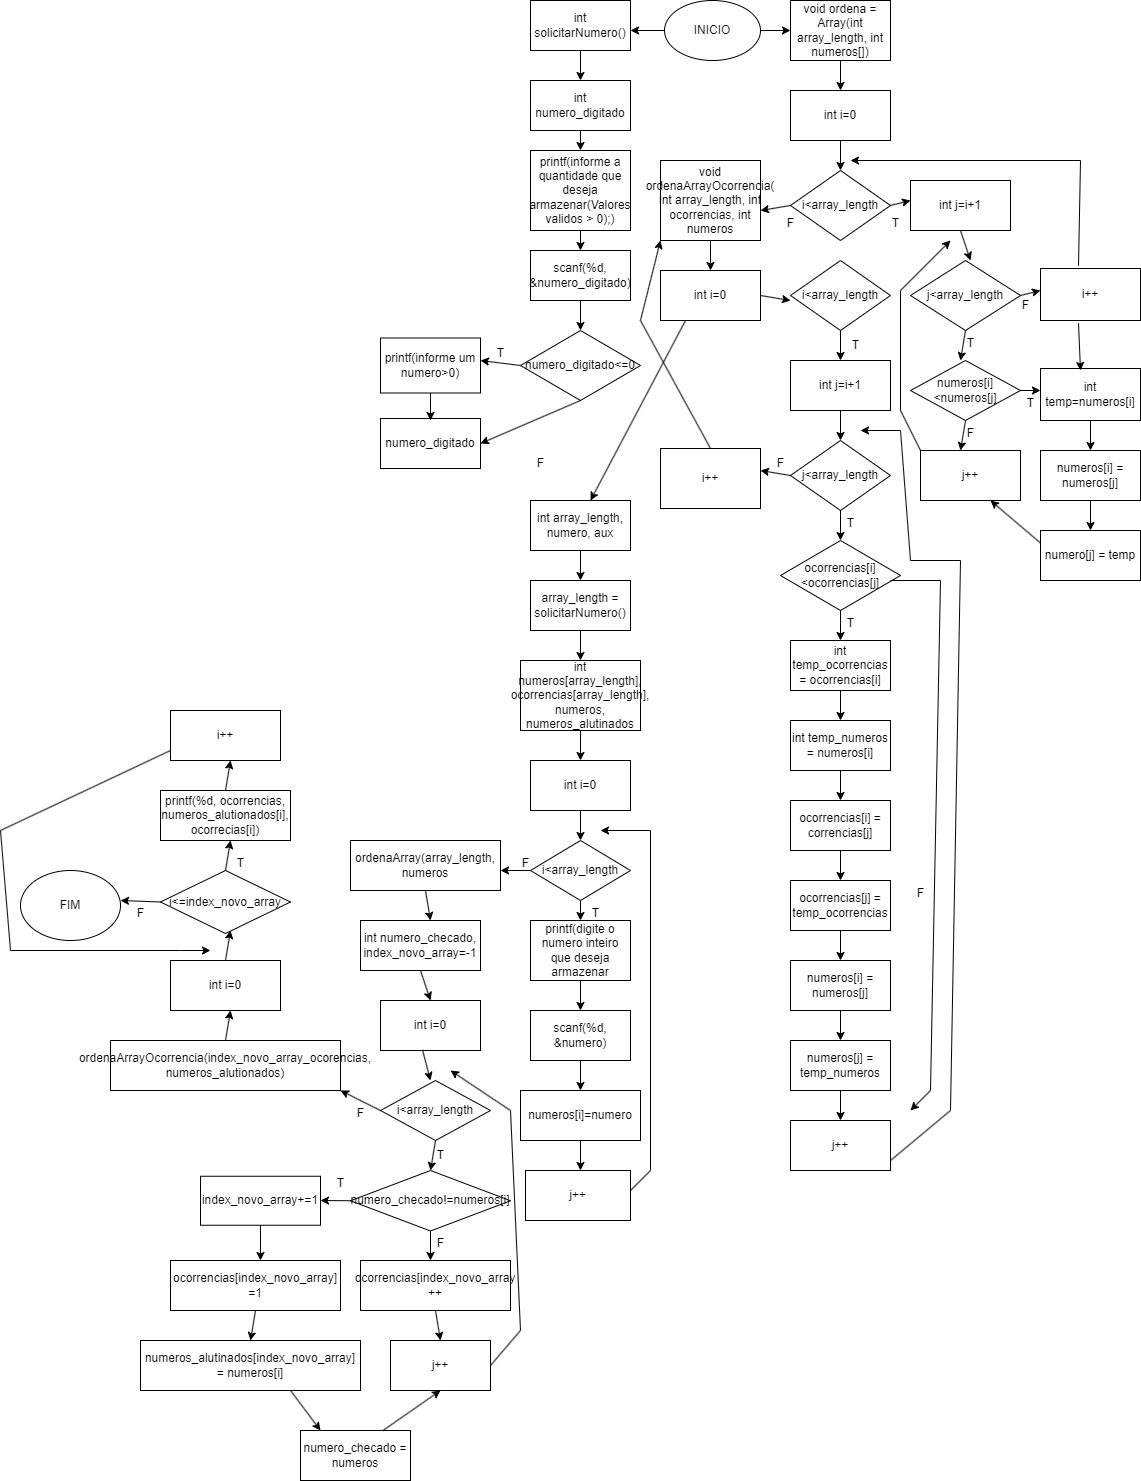 int
solicitarNumero()
INICIO
void ordena =
Array(int
array_length, int
numeros[])
int
numero_digitado
int i=0
printf(informe a
quantidade que
deseja
armazenar(Valores
validos > 0);)
void
ordenaArrayOcorrencia(
int array_length, int
ocorrencias, int
numeros
i<array_length
F
T
int j=i+1
scanf(%d,
&numero_digitado)
int i=0
i<array_length
T
j<array_length
F
T
i++
printf(informe um
numero>0)
T
numero_digitado<=0
int j=i+1
numeros[i]
<numeros[j]
T
F
int
temp=numeros[i]
numero_digitado
F
i++
F
j<array_length
T
j++
numeros[i] =
numeros[j]
int array_length,
numero, aux
numero[j] = temp
ocorrencias[i]
<ocorrencias[j]
T
F
array_length =
solicitarNumero()
int
numeros[array_length],
ocorrencias[array_length],
numeros,
numeros_alutinados
int
temp_ocorrencias
= ocorrencias[i]
int temp_numeros
= numeros[i]
i++
int i=0
printf(%d, ocorrencias,
numeros_alutionados[i],
ocorrecias[i])
T
ocorrencias[i] =
correncias[j]
ordenaArray(array_length,
numeros
F
i<array_length
T
FIM
F
i<=index_novo_array
ocorrencias[j] =
temp_ocorrencias
int numero_checado,
index_novo_array=-1
printf(digite o
numero inteiro
que deseja
armazenar
int i=0
numeros[i] =
numeros[j]
int i=0
scanf(%d,
&numero)
ordenaArrayOcorrencia(index_novo_array_ocorencias,
numeros_alutionados)
numeros[j] =
temp_numeros
F
i<array_length
T
numeros[i]=numero
j++
index_novo_array+=1
T
numero_checado!=numeros[i]
F
j++
ocorrencias[index_novo_array]
=1
ocorrencias[index_novo_array
++
numeros_alutinados[index_novo_array]
= numeros[i]
j++
numero_checado =
numeros